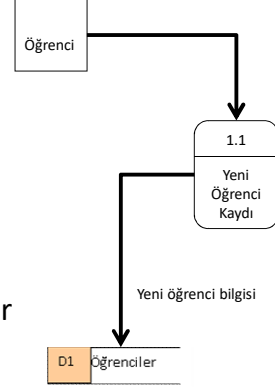 Öğrenci
1.1
Yeni
Öğrenci
Kaydı
Yeni öğrenci bilgisi
r
D1 Öğrenciler